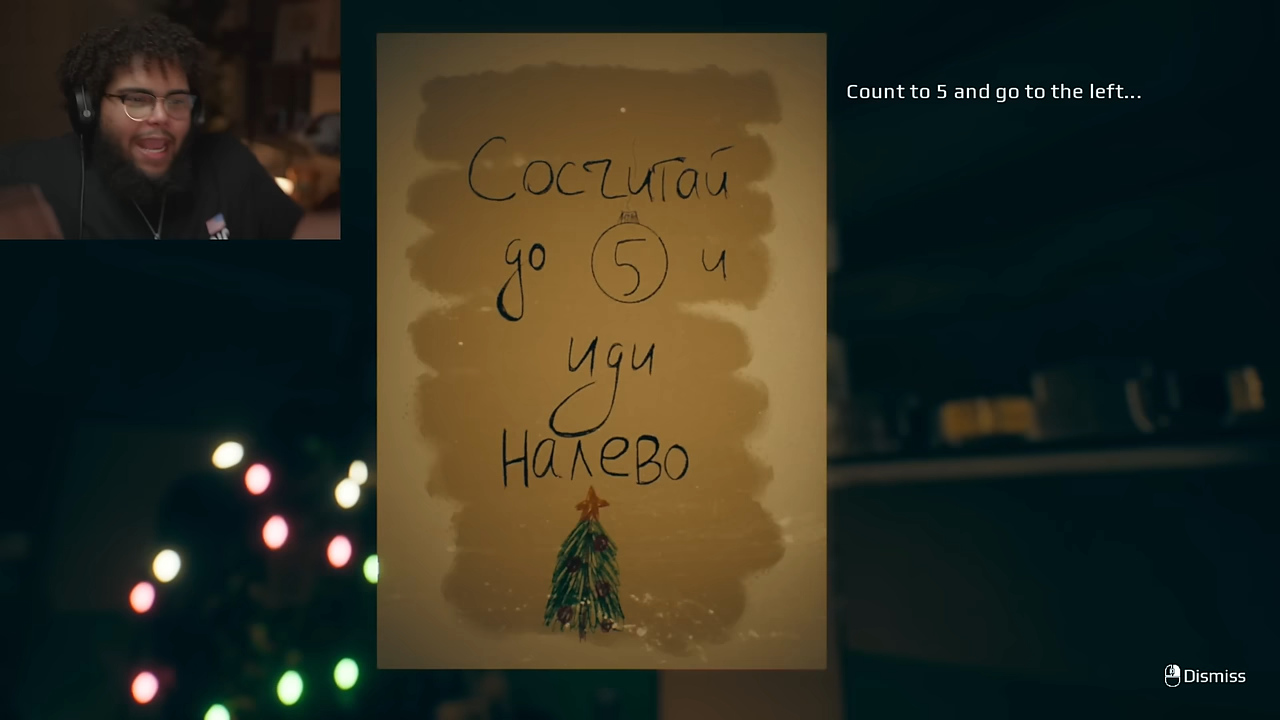 Сосчитай
до 5 и
иди
налево
Count to 5 and go to the left...
Dismiss